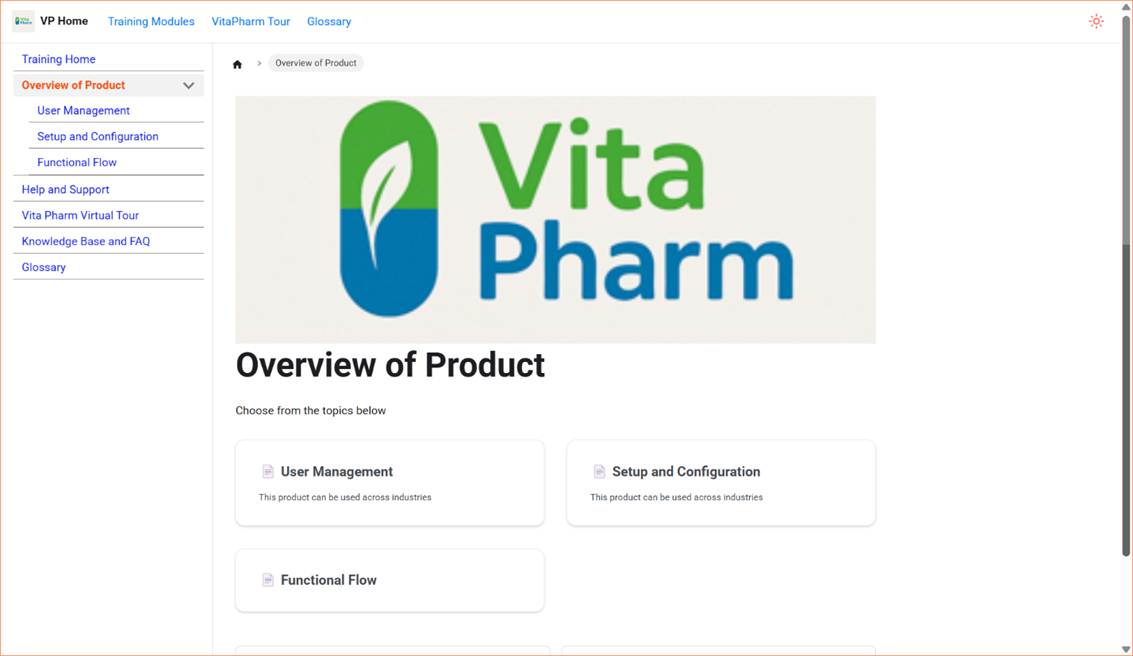 VP Home Training Modules VitaPharm Tour Glossary
Training Home
Overview of Product
User Management
Setup and Configuration
Functional Flow
Help and Support
Vita Pharm Virtual Tour
Knowledge Base and FAQ
Glossary
> Overview of Product
Vita
Pharm
Overview of Product
Choose from the topics below
User Management
This product can be used across industries
Setup and Configuration
This product can be used across industries
Functional Flow